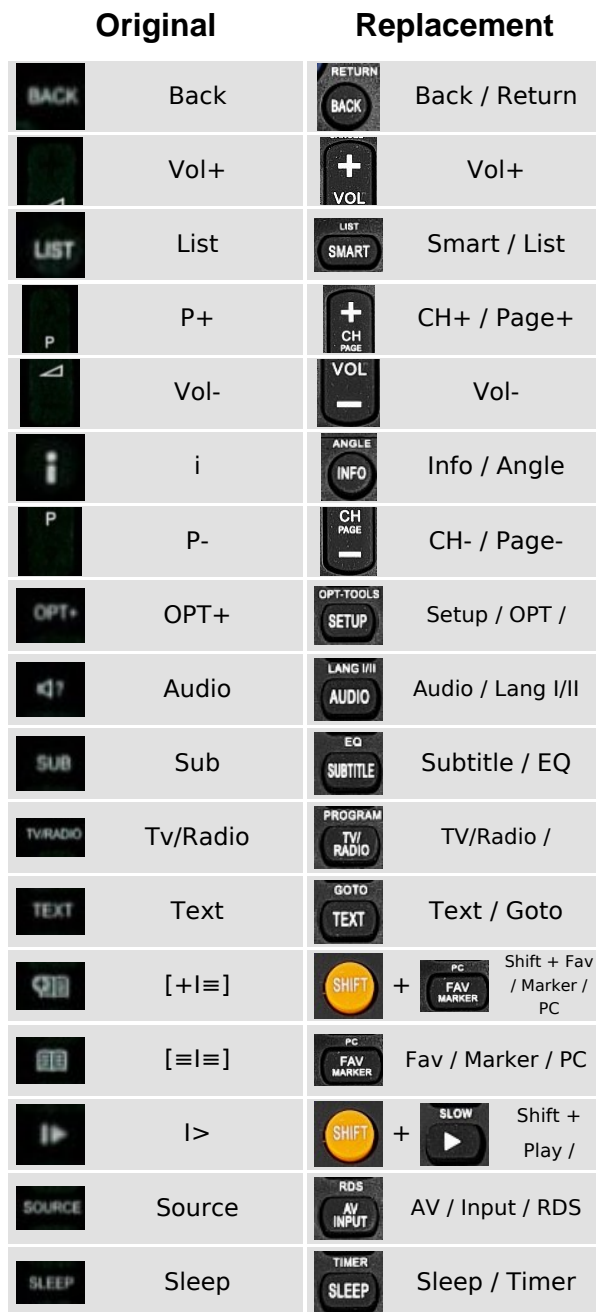 Original Replacement
BACK Back RETURN BACK Back / Return
Vol+ + VOL Vol+
LIST List LIST SMART Smart / List
P P+ + CH PAGE CH+ / Page+
Vol- VOL − Vol-
i i ANGLE INFO Info / Angle
P P- CH PAGE − CH- / Page-
OPT+ OPT+ OPT-TOOLS SETUP Setup / OPT /
? Audio LANG I/II AUDIO Audio / Lang I/II
SUB Sub EQ SUBTITLE Subtitle / EQ
TV/RADIO Tv/Radio PROGRAM TV/ RADIO TV/Radio /
TEXT Text GOTO TEXT Text / Goto
[+I≡] SHIFT + PC FAV MARKER Shift + Fav / Marker / PC
[≡I≡] PC FAV MARKER Fav / Marker / PC
I> SHIFT + SLOW Shift + Play /
SOURCE Source RDS AV INPUT AV / Input / RDS
SLEEP Sleep TIMER SLEEP Sleep / Timer